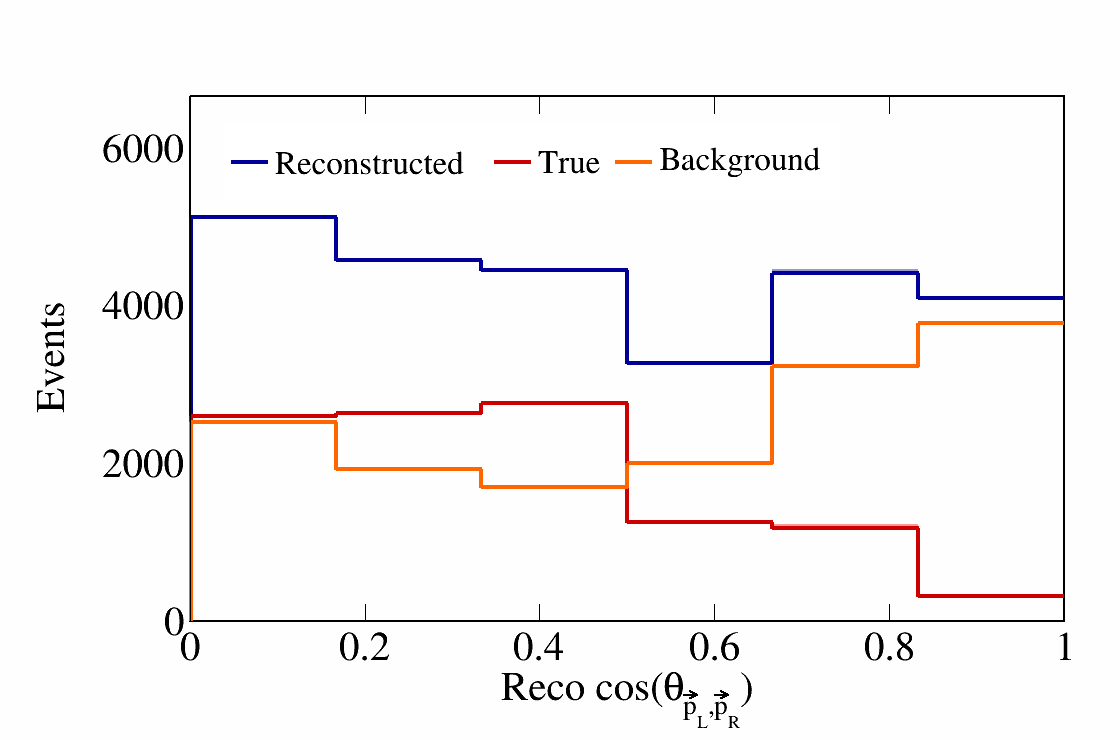 6000
4000
2000
0
Events
Reconstructed True Background
0 0.2 0.4 0.6 0.8 1
Reco cos(θp⃗L,p⃗R)